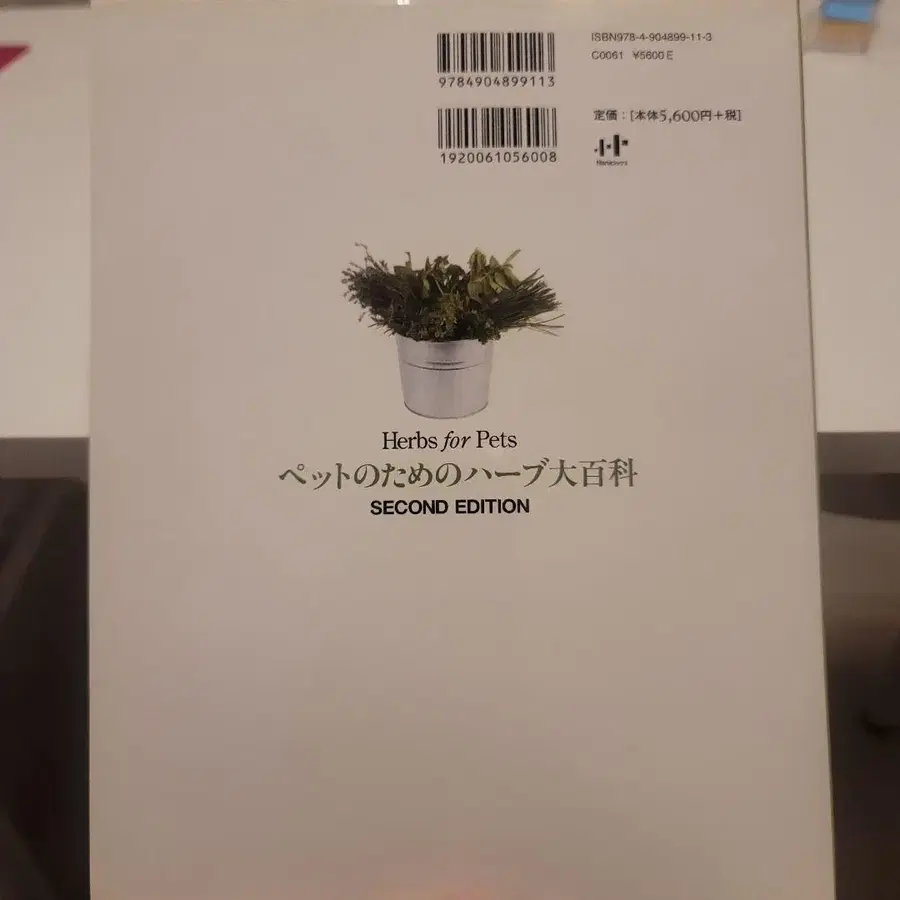 ISBN978-4-904899-11-3
C0061 ¥5600E
9784904899113
定価：[本体5,600円+税]
1920061056008
Herbs for Pets
ペットのためのハーブ大百科
SECOND EDITION